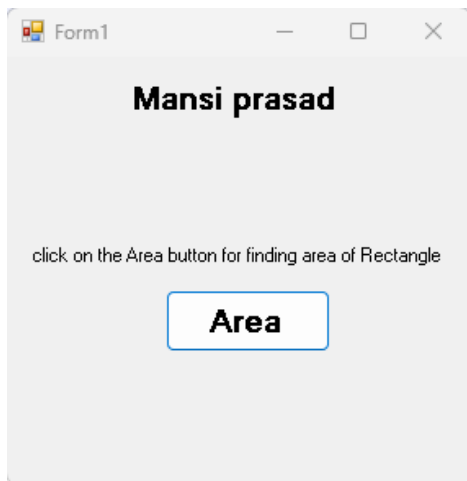 Form1
Mansi prasad
click on the Area button for finding area of Rectangle
Area